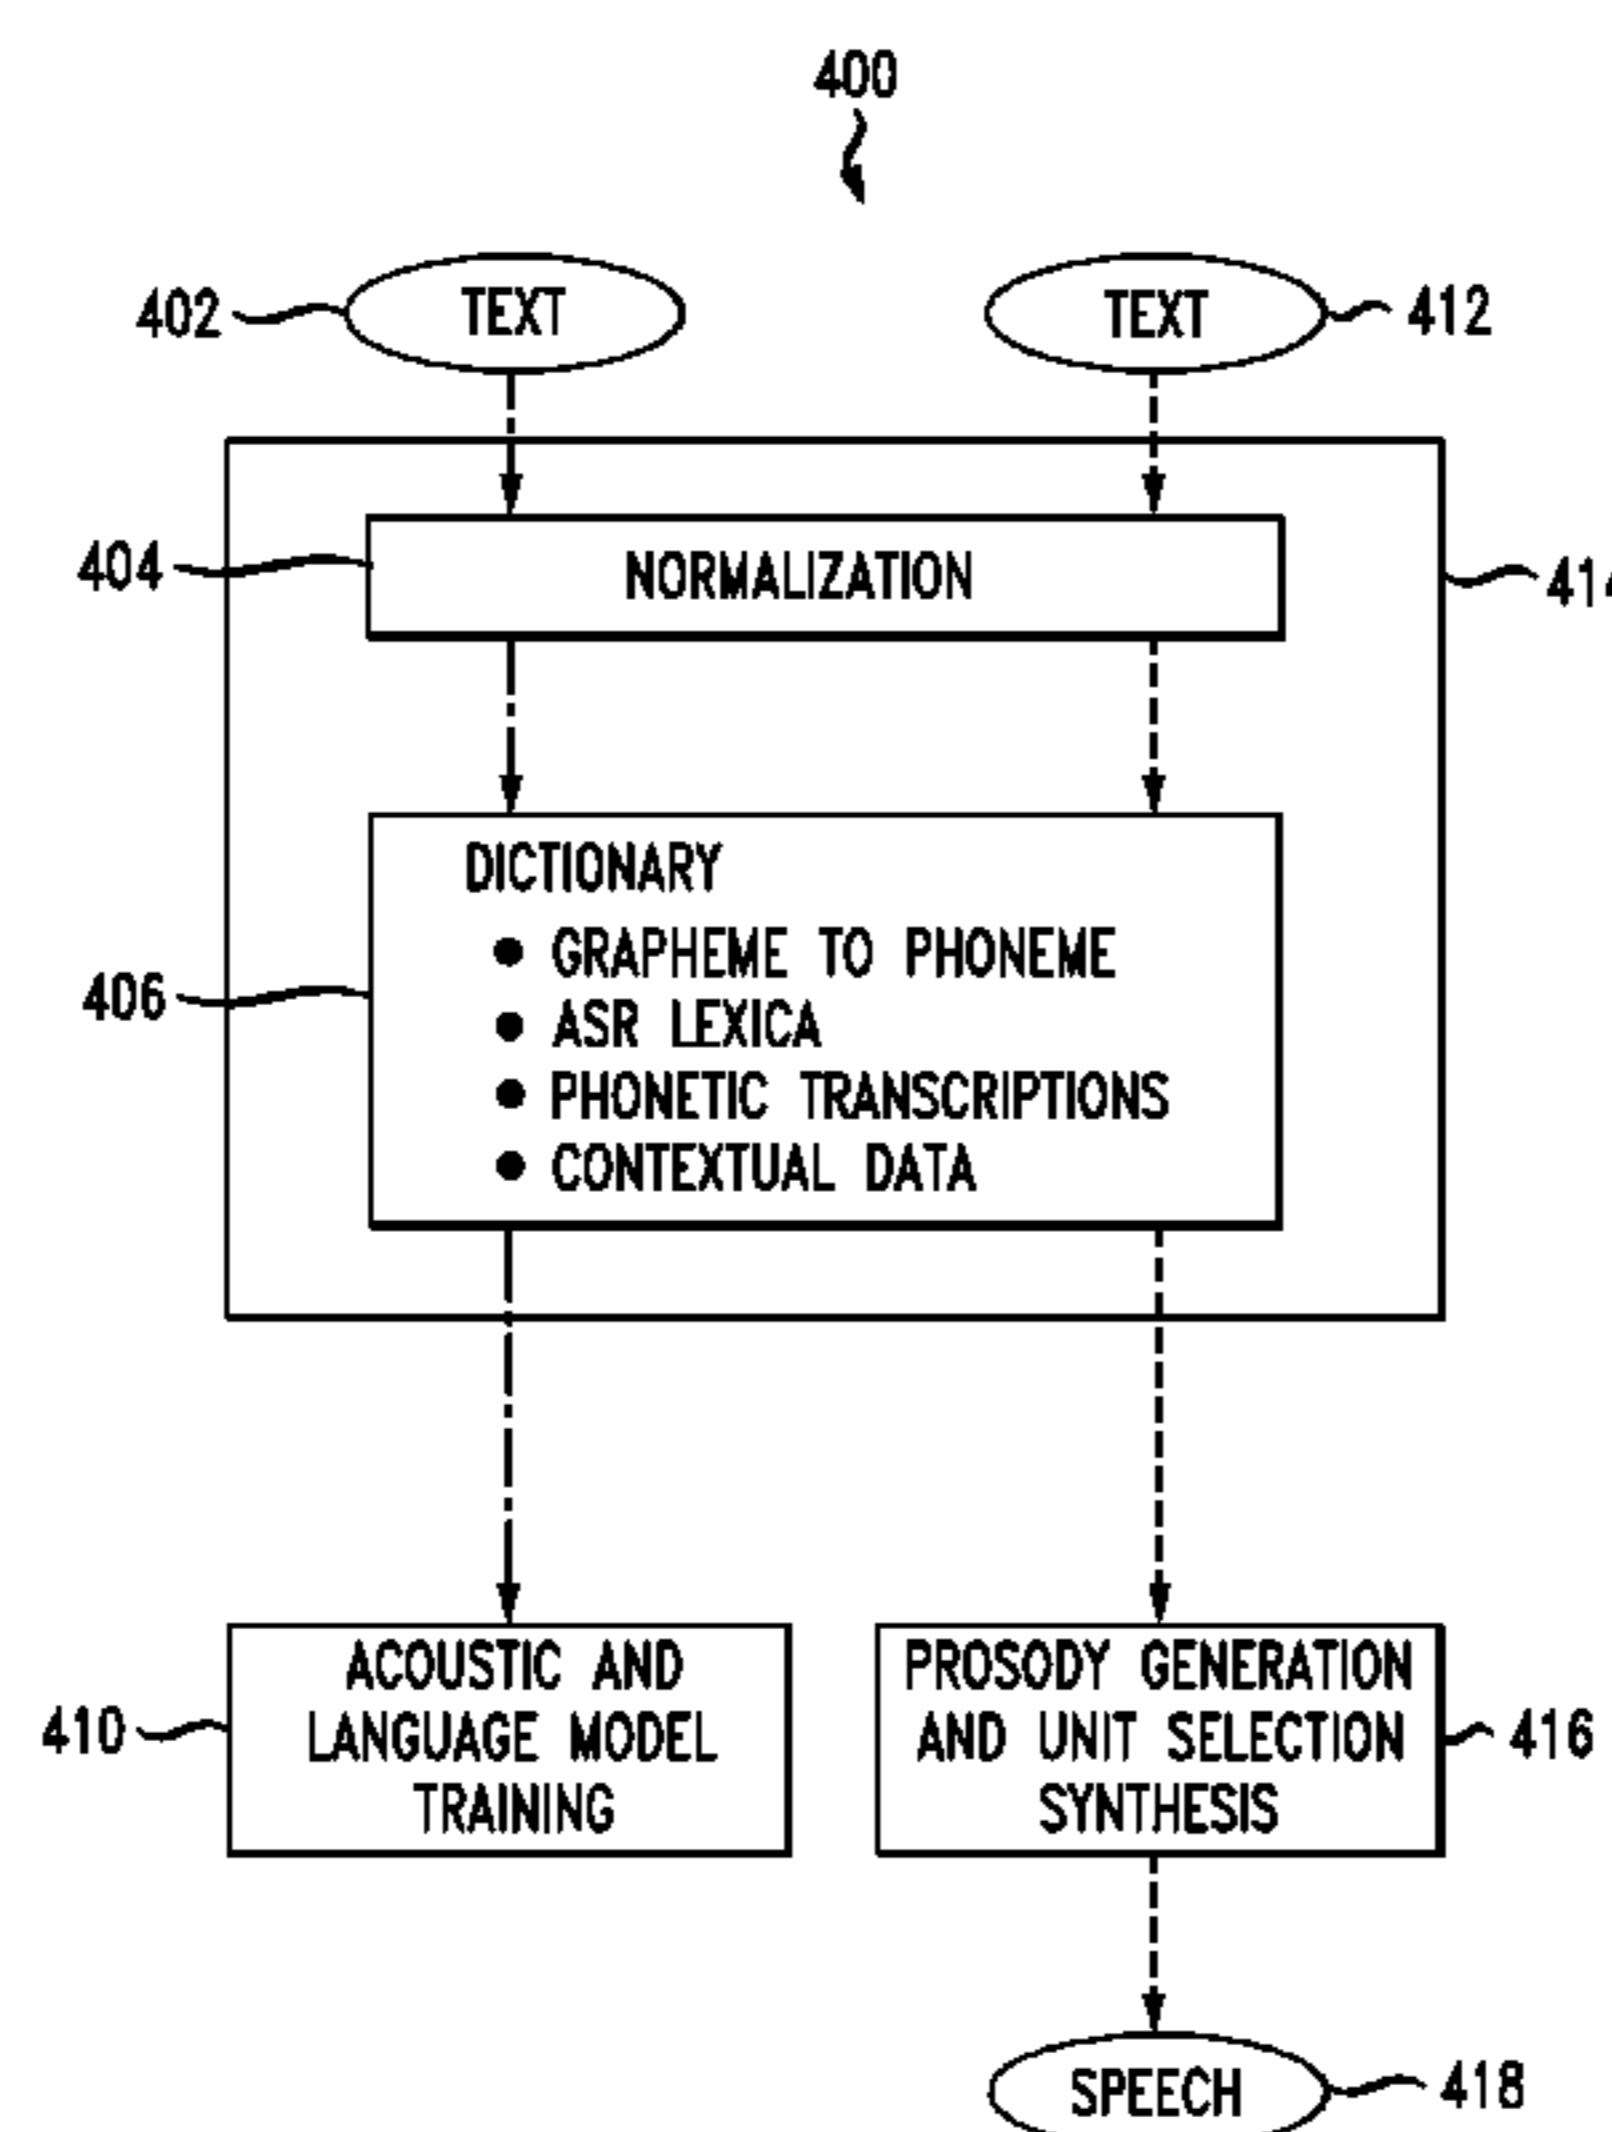 400
402 TEXT TEXT 412
404 NORMALIZATION 414
DICTIONARY
● GRAPHEME TO PHONEME
406 ● ASR LEXICA
● PHONETIC TRANSCRIPTIONS
● CONTEXTUAL DATA
410 ACOUSTIC AND
LANGUAGE MODEL
TRAINING
PROSODY GENERATION
AND UNIT SELECTION
SYNTHESIS
416
SPEECH 418